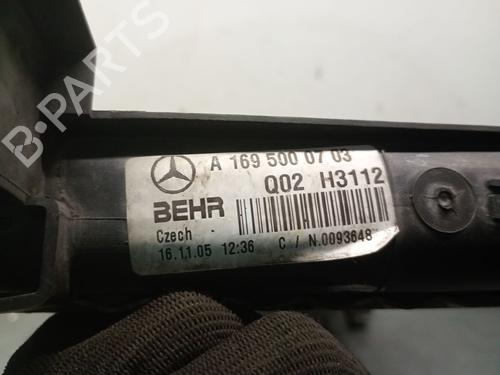 A 169 500 07 03
Q02 H3112
BEHR
Czech
16.11.05 12:36 C / N.0093648
B-PARTS